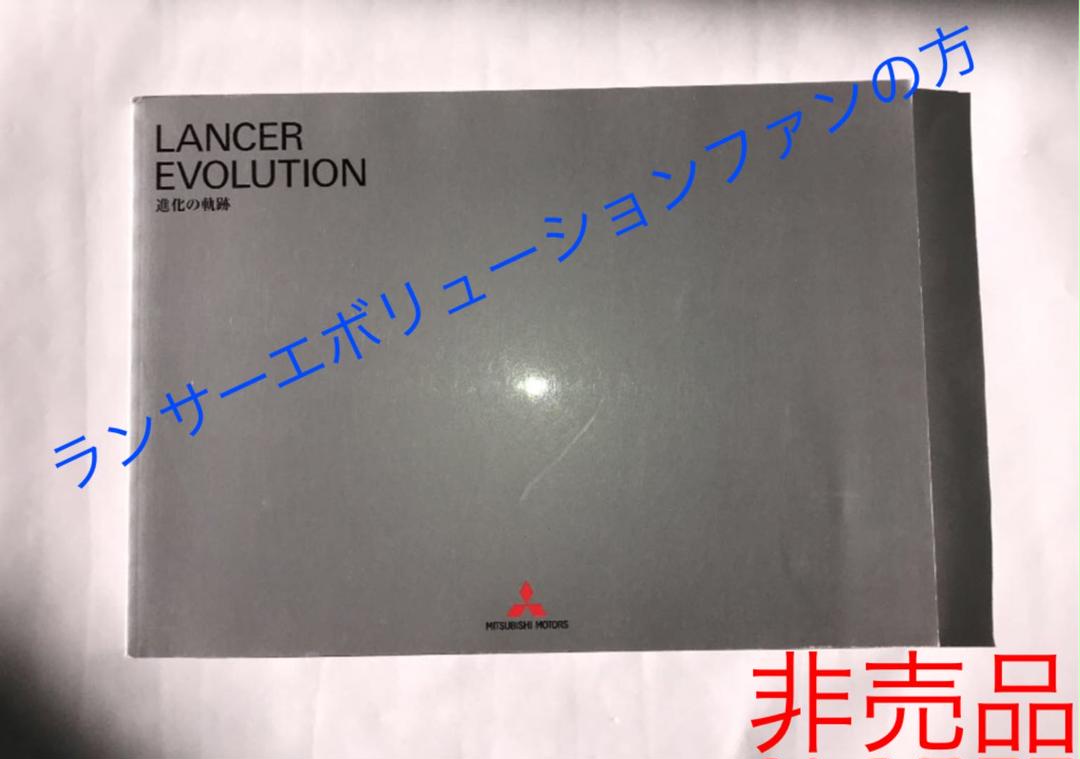 LANCER
EVOLUTION
進化の軌跡
ランサーエボリューションファンの方
MITSUBISHI MOTORS
非売品